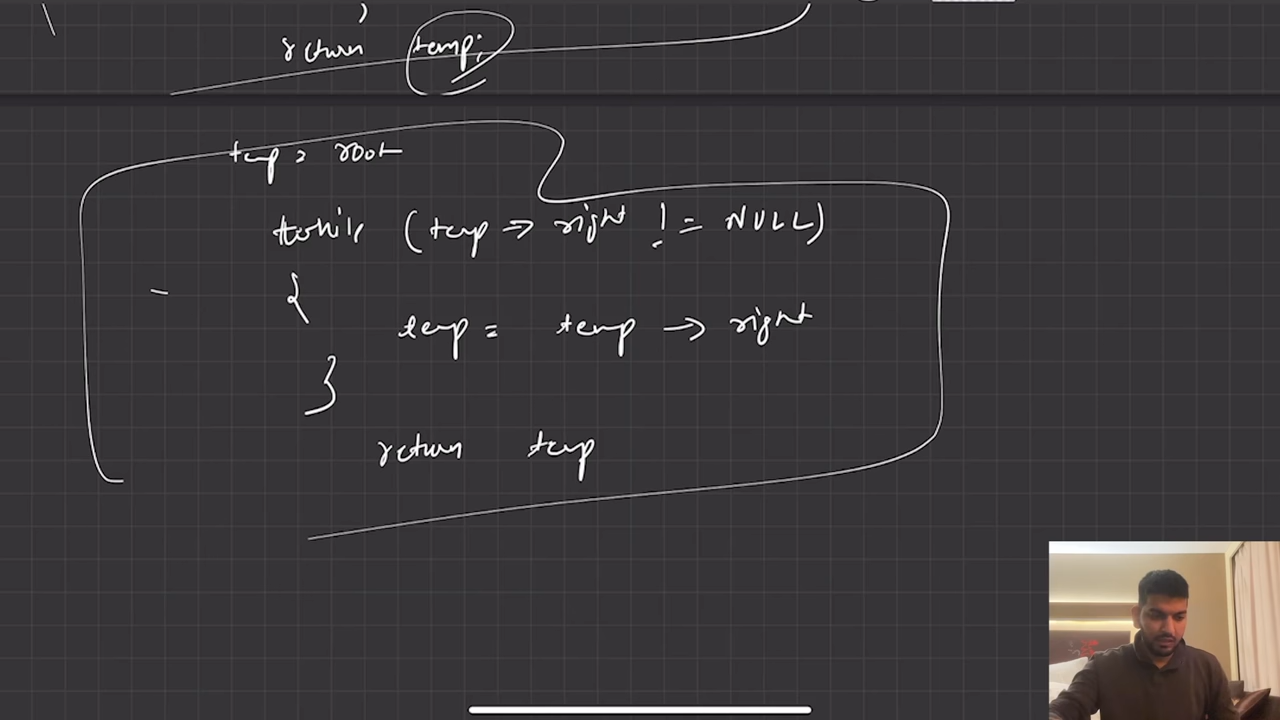 return temp;
temp = root
while (temp -> right != NULL)
{
temp = temp -> right
}
return temp